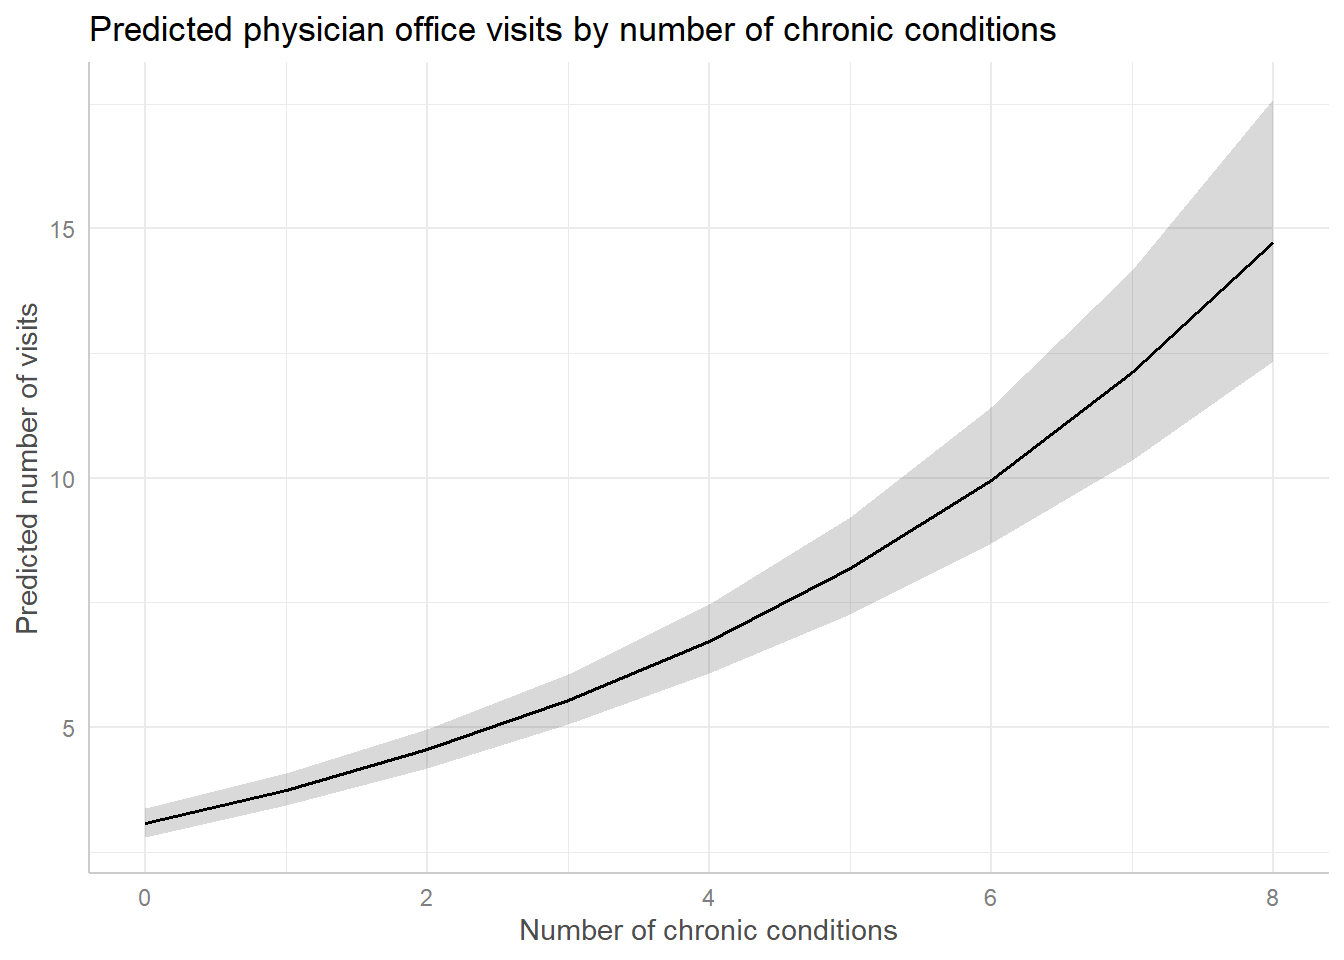 Predicted physician office visits by number of chronic conditions
Predicted number of visits
15
10
5
0 2 4 6 8
Number of chronic conditions